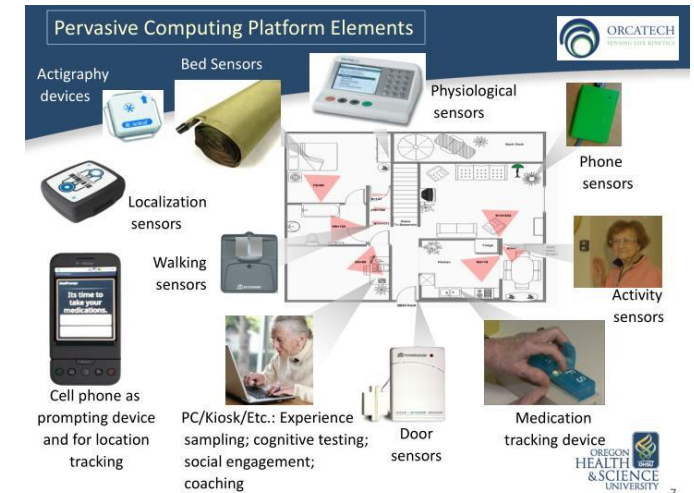 Pervasive Computing Platform Elements
ORCATECH
SENSING LIFE KINETICS
Actigraphy
devices
Bed Sensors
Physiological
sensors
Phone
sensors
Localization
sensors
Walking
sensors
Activity
sensors
Its time to
take your
medications.
Cell phone as
prompting device
and for location
tracking
PC/Kiosk/Etc.: Experience
sampling; cognitive testing;
social engagement;
coaching
Door
sensors
Medication
tracking device
OREGON
HEALTH
& SCIENCE
UNIVERSITY
OHSU
7